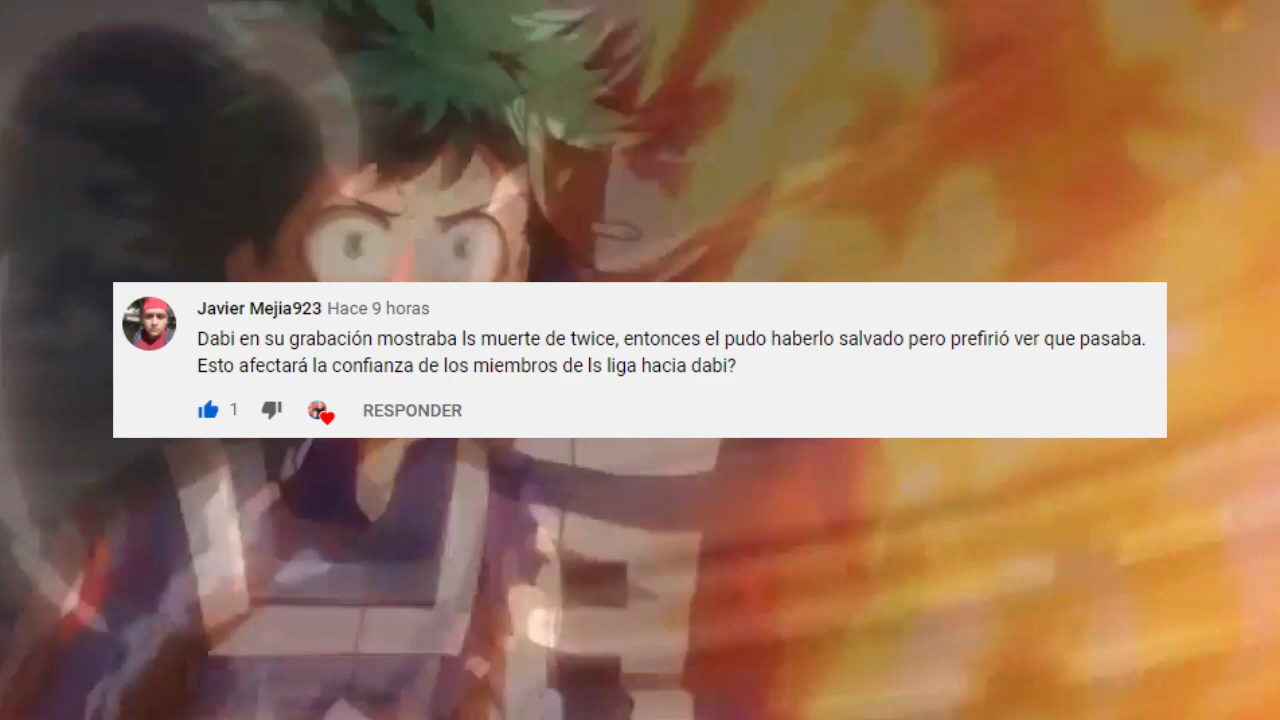 Javier Mejia923 Hace 9 horas
Dabi en su grabación mostraba ls muerte de twice, entonces el pudo haberlo salvado pero prefirió ver que pasaba.
Esto afectará la confianza de los miembros de ls liga hacia dabi?
1 RESPONDER